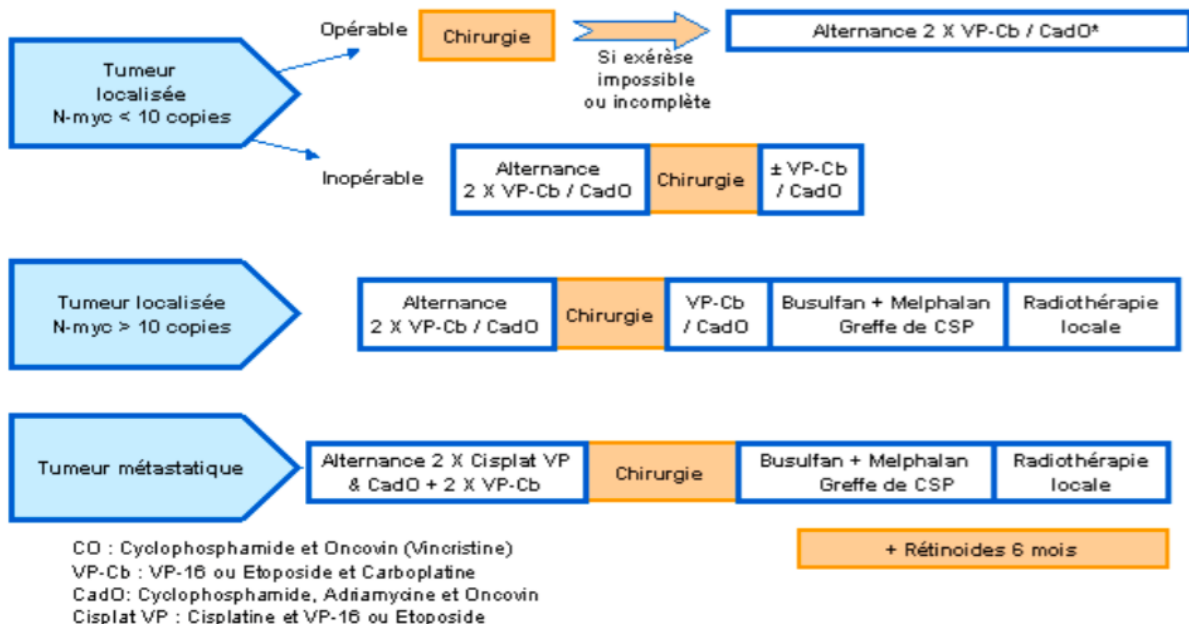 Opérable
Chirurgie
Alternance 2 X VP-Cb / CadO*
Tumeur
localisée
N-myc < 10 copies
Si exérèse
impossible
ou incomplète
Inopérable
Alternance
2 X VP-Cb / CadO
Chirurgie
± VP-Cb
/ CadO
Tumeur localisée
N-myc > 10 copies
Alternance
2 X VP-Cb / CadO
Chirurgie
VP-Cb
/ CadO
Busulfan + Melphalan
Greffe de CSP
Radiothérapie
locale
Tumeur métastatique
Alternance 2 X Cisplat VP
& CadO + 2 X VP-Cb
Chirurgie
Busulfan + Melphalan
Greffe de CSP
Radiothérapie
locale
+ Rétinoides 6 mois
CO : Cyclophosphamide et Oncovin (Vincristine)
VP-Cb : VP-16 ou Etoposide et Carboplatine
CadO: Cyclophosphamide, Adriamycine et Oncovin
Cisplat VP : Cisplatine et VP-16 ou Etoposide